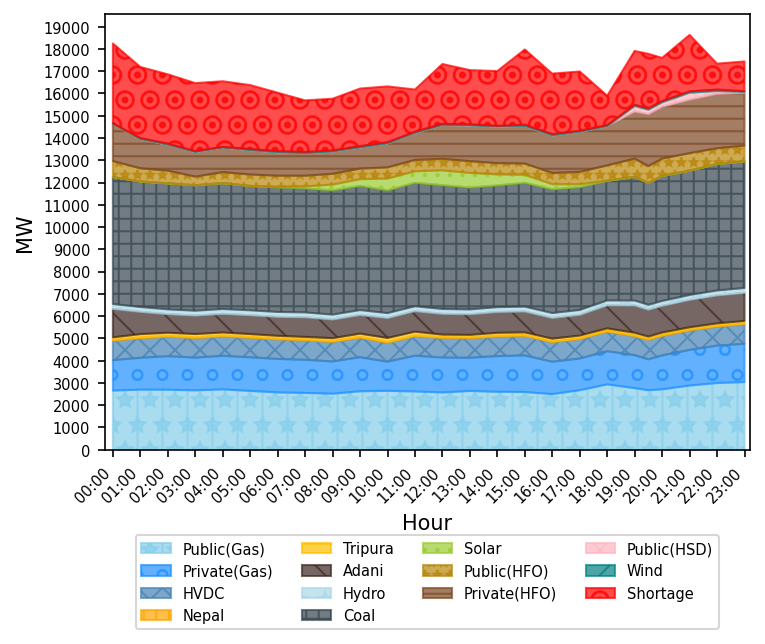 19000
18000
17000
16000
15000
14000
13000
12000
11000
10000
9000
8000
7000
6000
5000
4000
3000
2000
1000
0
MW
00:00 01:00 02:00 03:00 04:00 05:00 06:00 07:00 08:00 09:00 10:00 11:00 12:00 13:00 14:00 15:00 16:00 17:00 18:00 19:00 20:00 21:00 22:00 23:00
Hour
Public(Gas) Tripura Solar Public(HSD)
Private(Gas) Adani Public(HFO) Wind
HVDC Hydro Private(HFO) Shortage
Nepal Coal